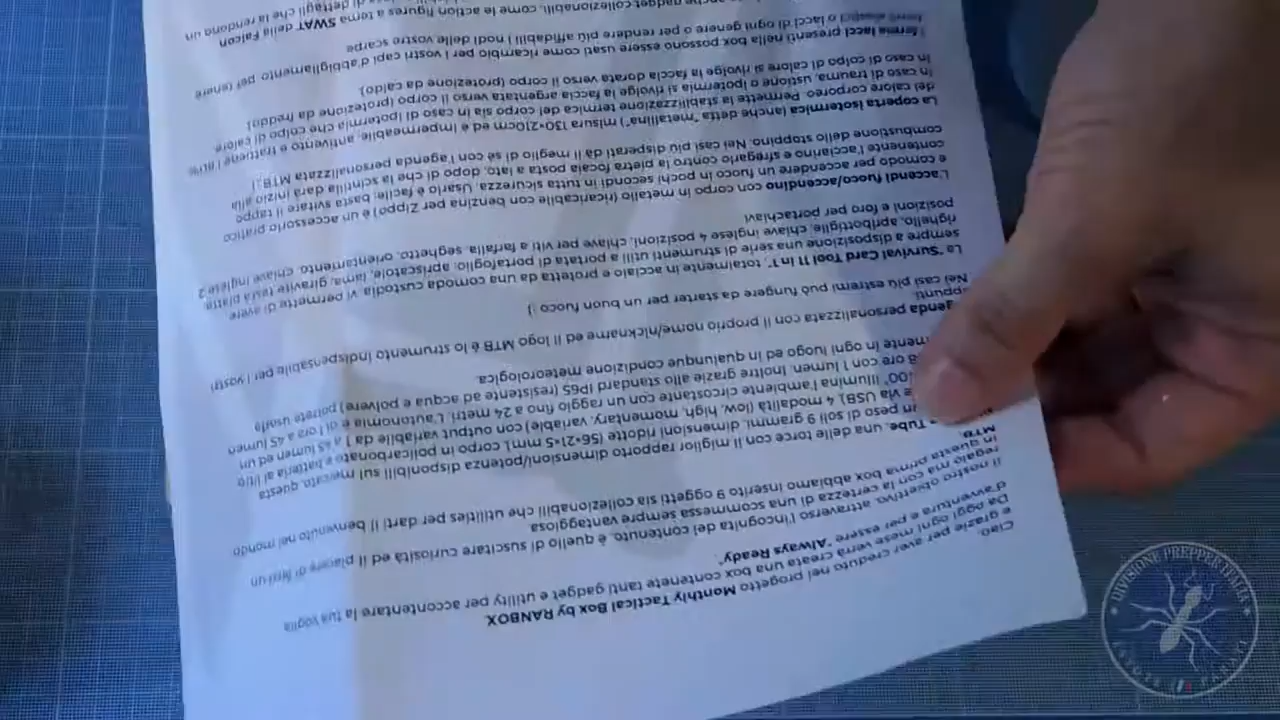 Ciao,
e grazie per aver creduto nel progetto Monthly Tactical Box by RANBOX
Da oggi ogni mese verrà creata una box contenete tanti gadget e utility per accontentare la tua voglia
d'avventura e per essere "Always Ready"
Il nostro obiettivo, attraverso l'incognita del contenuto, è quello di suscitare curiosità ed il piacere di farsi un
regalo ma con la certezza di una scommessa sempre vantaggiosa
In questa prima box abbiamo inserito 9 oggetti sia collezionabili che utilities per darti il benvenuto nel mondo
MTB.
Tube, una delle torce con il miglior rapporto dimensioni/potenza disponibili sul mercato, questa
un peso di soli 9 grammi, dimensioni ridotte (56×21×5 mm) corpo in policarbonato e batteria al litio
e via USB), 4 modalità (low, high, momentary, variable) con output variabile da 1 a 45 lumen ed un
100° illumina l'ambiente circostante con un raggio fino a 24 metri. L'autonomia è di 1 ora a 45 lumen
8 ore con 1 lumen. Inoltre grazie allo standard IP65 (resistente ad acqua e polvere) potrete usarla
mente in ogni luogo ed in qualunque condizione meteorologica.
genda personalizzata con il proprio nome/nickname ed il logo MTB è lo strumento indispensabile per i vostri
appunti.
Nei casi più estremi può fungere da starter per un buon fuoco :)
La "Survival Card Tool 11 in 1", totalmente in acciaio e protetta da una comoda custodia, vi permette di avere
sempre a disposizione una serie di strumenti utili a portata di portafoglio, apriscatole, lama, giravite testa piatta,
righello, apribottiglie, chiave inglese 4 posizioni, chiave per viti a farfalla, seghetto, orientamento, chiave inglese 2
posizioni e foro per portachiavi
L'accendi fuoco/accendino con corpo in metallo (ricaricabile con benzina per Zippo) è un accessorio pratico
e comodo per accendere un fuoco in pochi secondi in tutta sicurezza. Usarlo è facile, basta svitare il tappo
contenente l'acciarino e sfregarlo contro la pietra focaia posta a lato, dopo di che la scintilla darà inizio alla
combustione dello stoppino. Nei casi più disperati dà il meglio di sé con l'agenda personalizzata MTB ;)
La coperta isotermica (anche detta "metallina") misura 130×210cm ed è impermeabile, antivento e trattiene l'80%
del calore corporeo. Permette la stabilizzazione termica del corpo sia in caso di ipotermia che colpo di calore.
In caso di trauma, ustione o ipotermia si rivolge la faccia argentata verso il corpo (protezione da freddo)
In caso di colpo di calore si rivolge la faccia dorata verso il corpo (protezione da caldo)
I ferma lacci presenti nella box possono essere usati come ricambio per i vostri capi d'abbigliamento, per tenere
fermi elastici o lacci di ogni genere o per rendere più affidabili i nodi delle vostre scarpe
anche gadget collezionabili, come le action figures a tema SWAT della Falcon
di dettagli che la rendono un
DIVISIONE PREPPER ITALIA